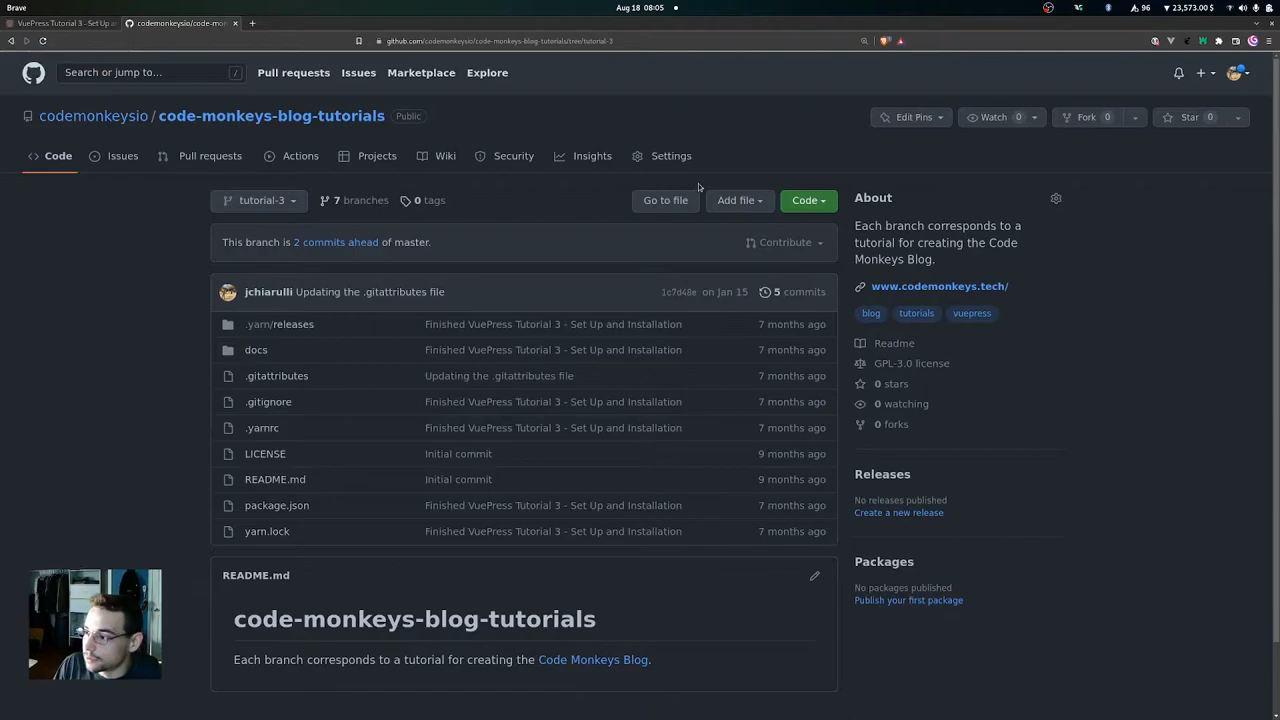 Brave
Aug 18 08:05
96
23,573.00 $
VuePress Tutorial 3 - Set Up a
codemonkeysio/code-mon
github.com/codemonkeysio/code-monkeys-blog-tutorials/tree/tutorial-3
Search or jump to…
/
Pull requests
Issues
Marketplace
Explore
codemonkeysio / code-monkeys-blog-tutorials
Public
Edit Pins
Watch 0
Fork 0
Star 0
Code
Issues
Pull requests
Actions
Projects
Wiki
Security
Insights
Settings
tutorial-3
7 branches
0 tags
Go to file
Add file
Code
This branch is 2 commits ahead of master.
Contribute
jchiarulli Updating the .gitattributes file
1c7d48e on Jan 15
5 commits
.yarn/releases Finished VuePress Tutorial 3 - Set Up and Installation 7 months ago
docs Finished VuePress Tutorial 3 - Set Up and Installation 7 months ago
.gitattributes Updating the .gitattributes file 7 months ago
.gitignore Finished VuePress Tutorial 3 - Set Up and Installation 7 months ago
.yarnrc Finished VuePress Tutorial 3 - Set Up and Installation 7 months ago
LICENSE Initial commit 9 months ago
README.md Initial commit 9 months ago
package.json Finished VuePress Tutorial 3 - Set Up and Installation 7 months ago
yarn.lock Finished VuePress Tutorial 3 - Set Up and Installation 7 months ago
README.md
code-monkeys-blog-tutorials
Each branch corresponds to a tutorial for creating the Code Monkeys Blog.
About
Each branch corresponds to a
tutorial for creating the Code
Monkeys Blog.
www.codemonkeys.tech/
blog
tutorials
vuepress
Readme
GPL-3.0 license
0 stars
0 watching
0 forks
Releases
No releases published
Create a new release
Packages
No packages published
Publish your first package